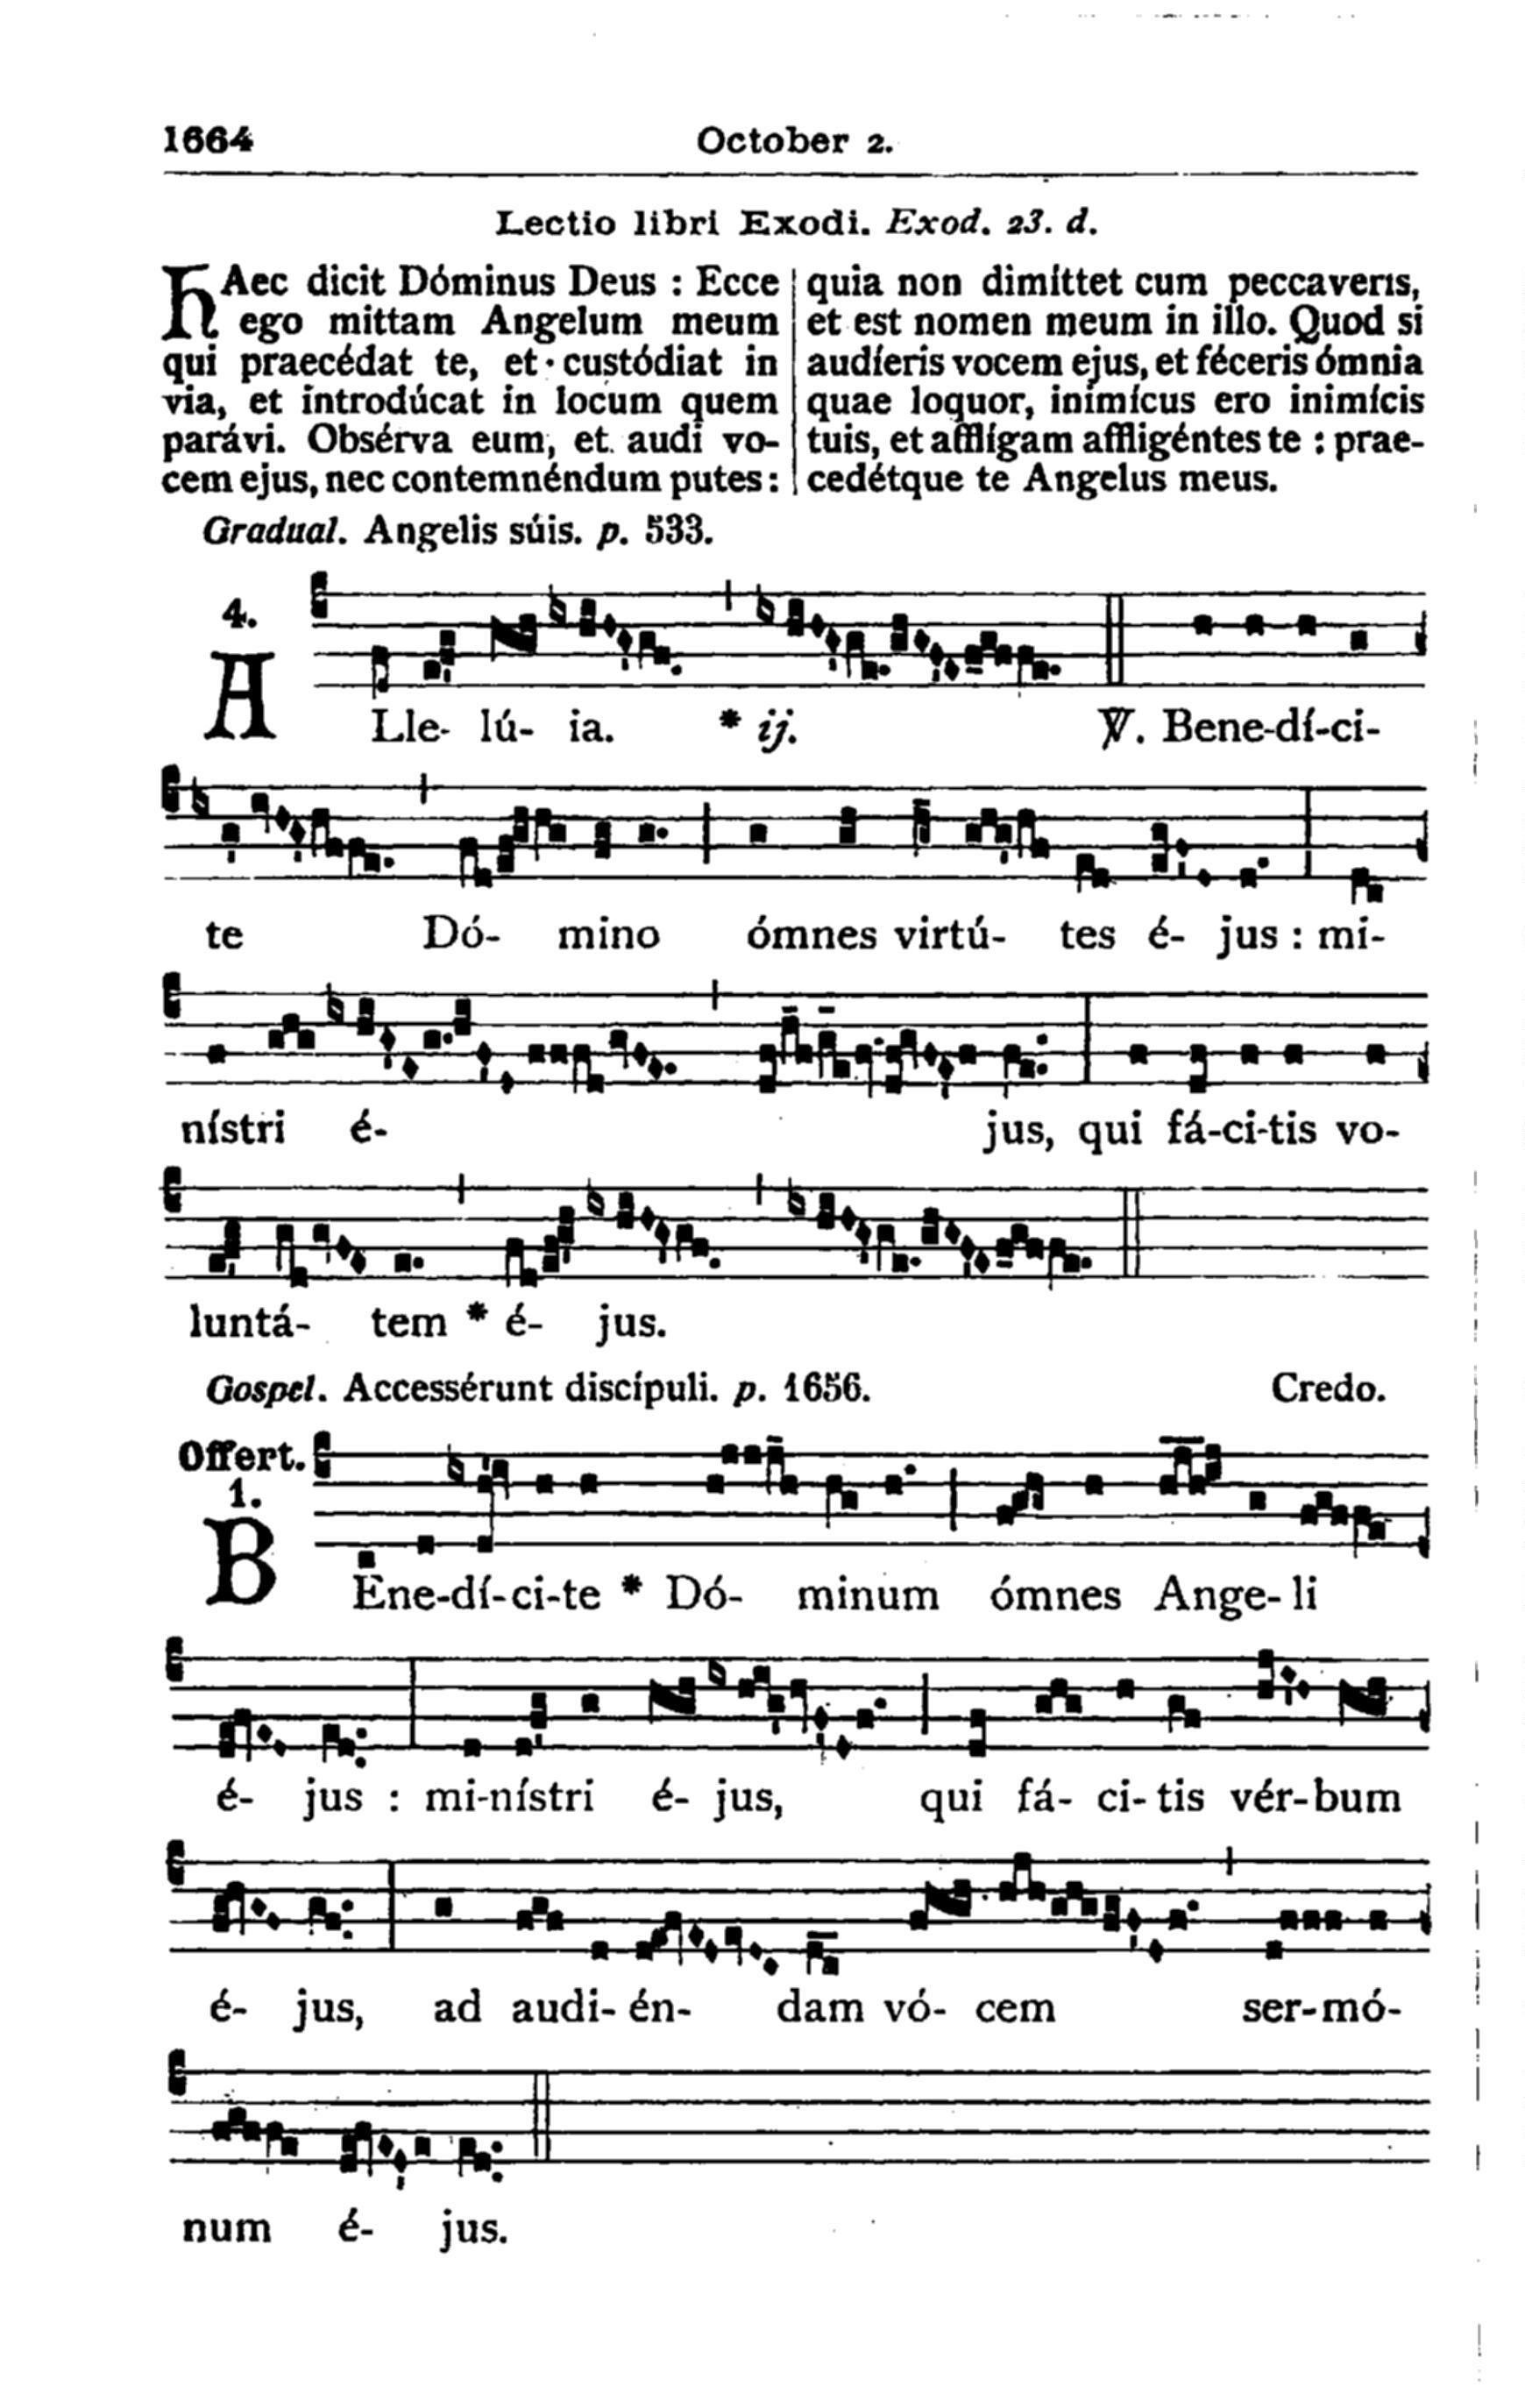 1664
October 2.
Lectio libri Exodi. Exod. 23. d.
HAec dicit Dóminus Deus : Ecce
ego mittam Angelum meum
qui praecédat te, et custódiat in
via, et introdúcat in locum quem
parávi. Obsérva eum, et audi vo-
cem ejus, nec contemnéndum putes :
quia non dimíttet cum peccaveris,
et est nomen meum in illo. Quod si
audíeris vocem ejus, et féceris ómnia
quae loquor, inimícus ero inimícis
tuis, et afflígam affligéntes te : prae-
cedétque te Angelus meus.
Gradual. Angelis súis. p. 533.
4.
ALle- lú- ia. * ij. ℣. Bene-dí-ci-
te Dó- mino ómnes virtú- tes é- jus : mi-
nístri é- jus, qui fá-ci-tis vo-
luntá- tem * é- jus.
Gospel. Accessérunt discípuli. p. 1656. Credo.
Offert.
1.
BEne-dí-ci-te * Dó- minum ómnes Ange- li
é- jus : mi-nístri é- jus, qui fá- ci- tis vér-bum
é- jus, ad audi- én- dam vó- cem ser-mó-
num é- jus.